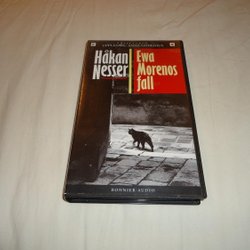 Håkan
Nesser
Ewa
Morenos
fall
BONNIER AUDIO